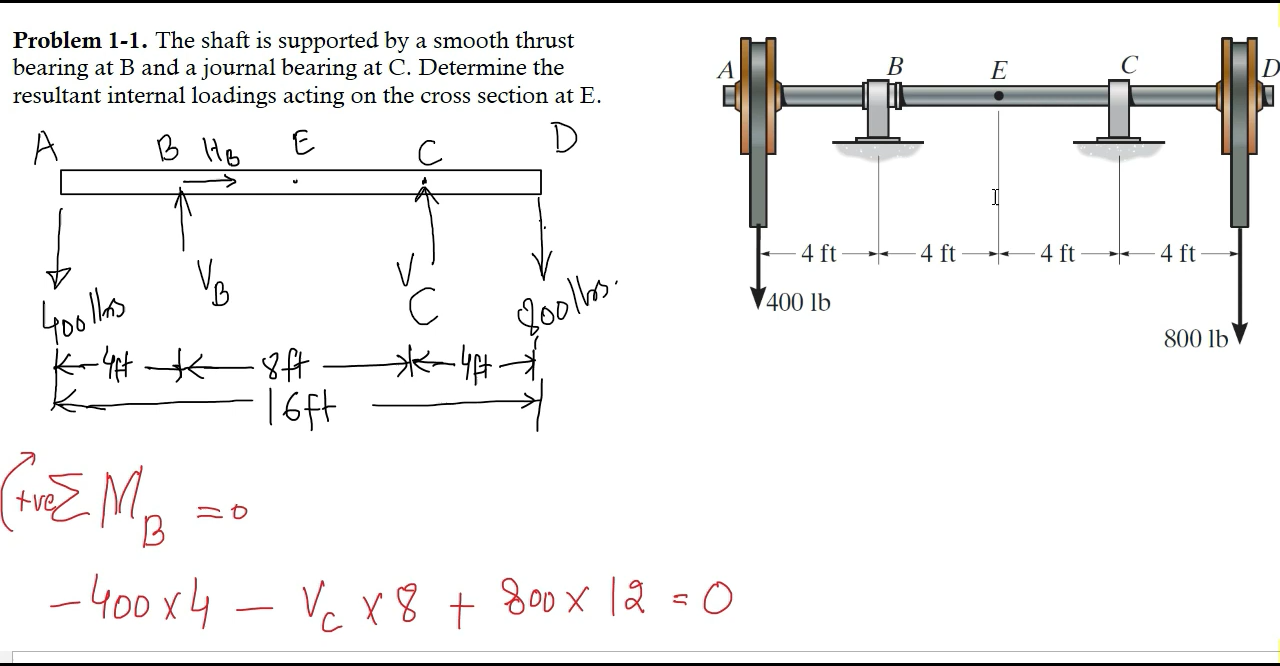 Problem 1-1. The shaft is supported by a smooth thrust
bearing at B and a journal bearing at C. Determine the
resultant internal loadings acting on the cross section at E.
A B H_B E C D
V_B V_C
400 lbs 800 lbs.
4ft 8ft 4ft
16ft
(+ve Σ M_B = 0
-400 x 4 - V_C x 8 + 800 x 12 = 0
A B E C D
4 ft 4 ft 4 ft 4 ft
400 lb
800 lb